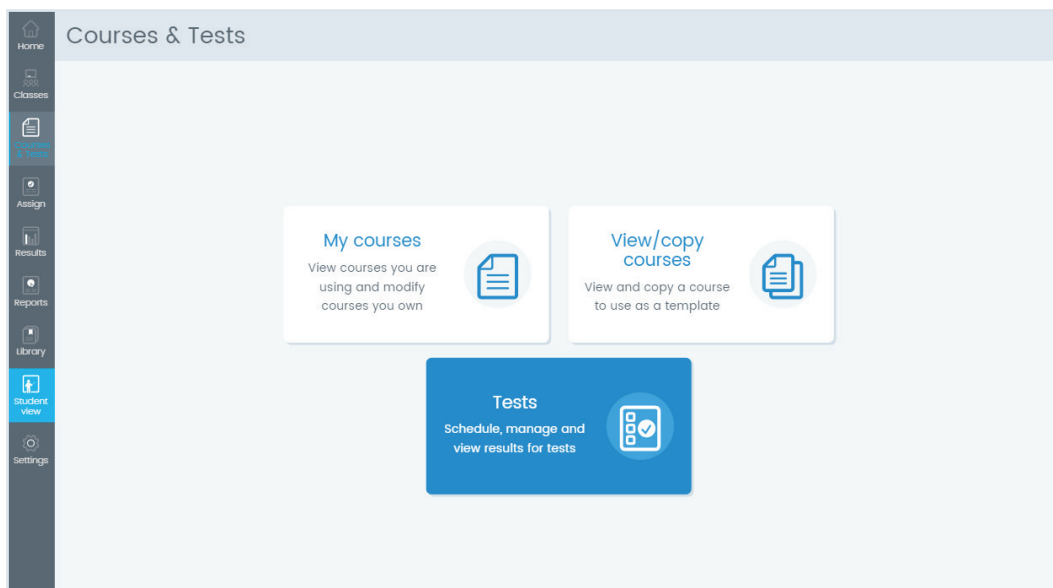 Home
Courses & Tests
Classes
Courses
& Tests
Assign
Results
Reports
Library
Student
view
Settings
My courses
View courses you are
using and modify
courses you own
View/copy
courses
View and copy a course
to use as a template
Tests
Schedule, manage and
view results for tests